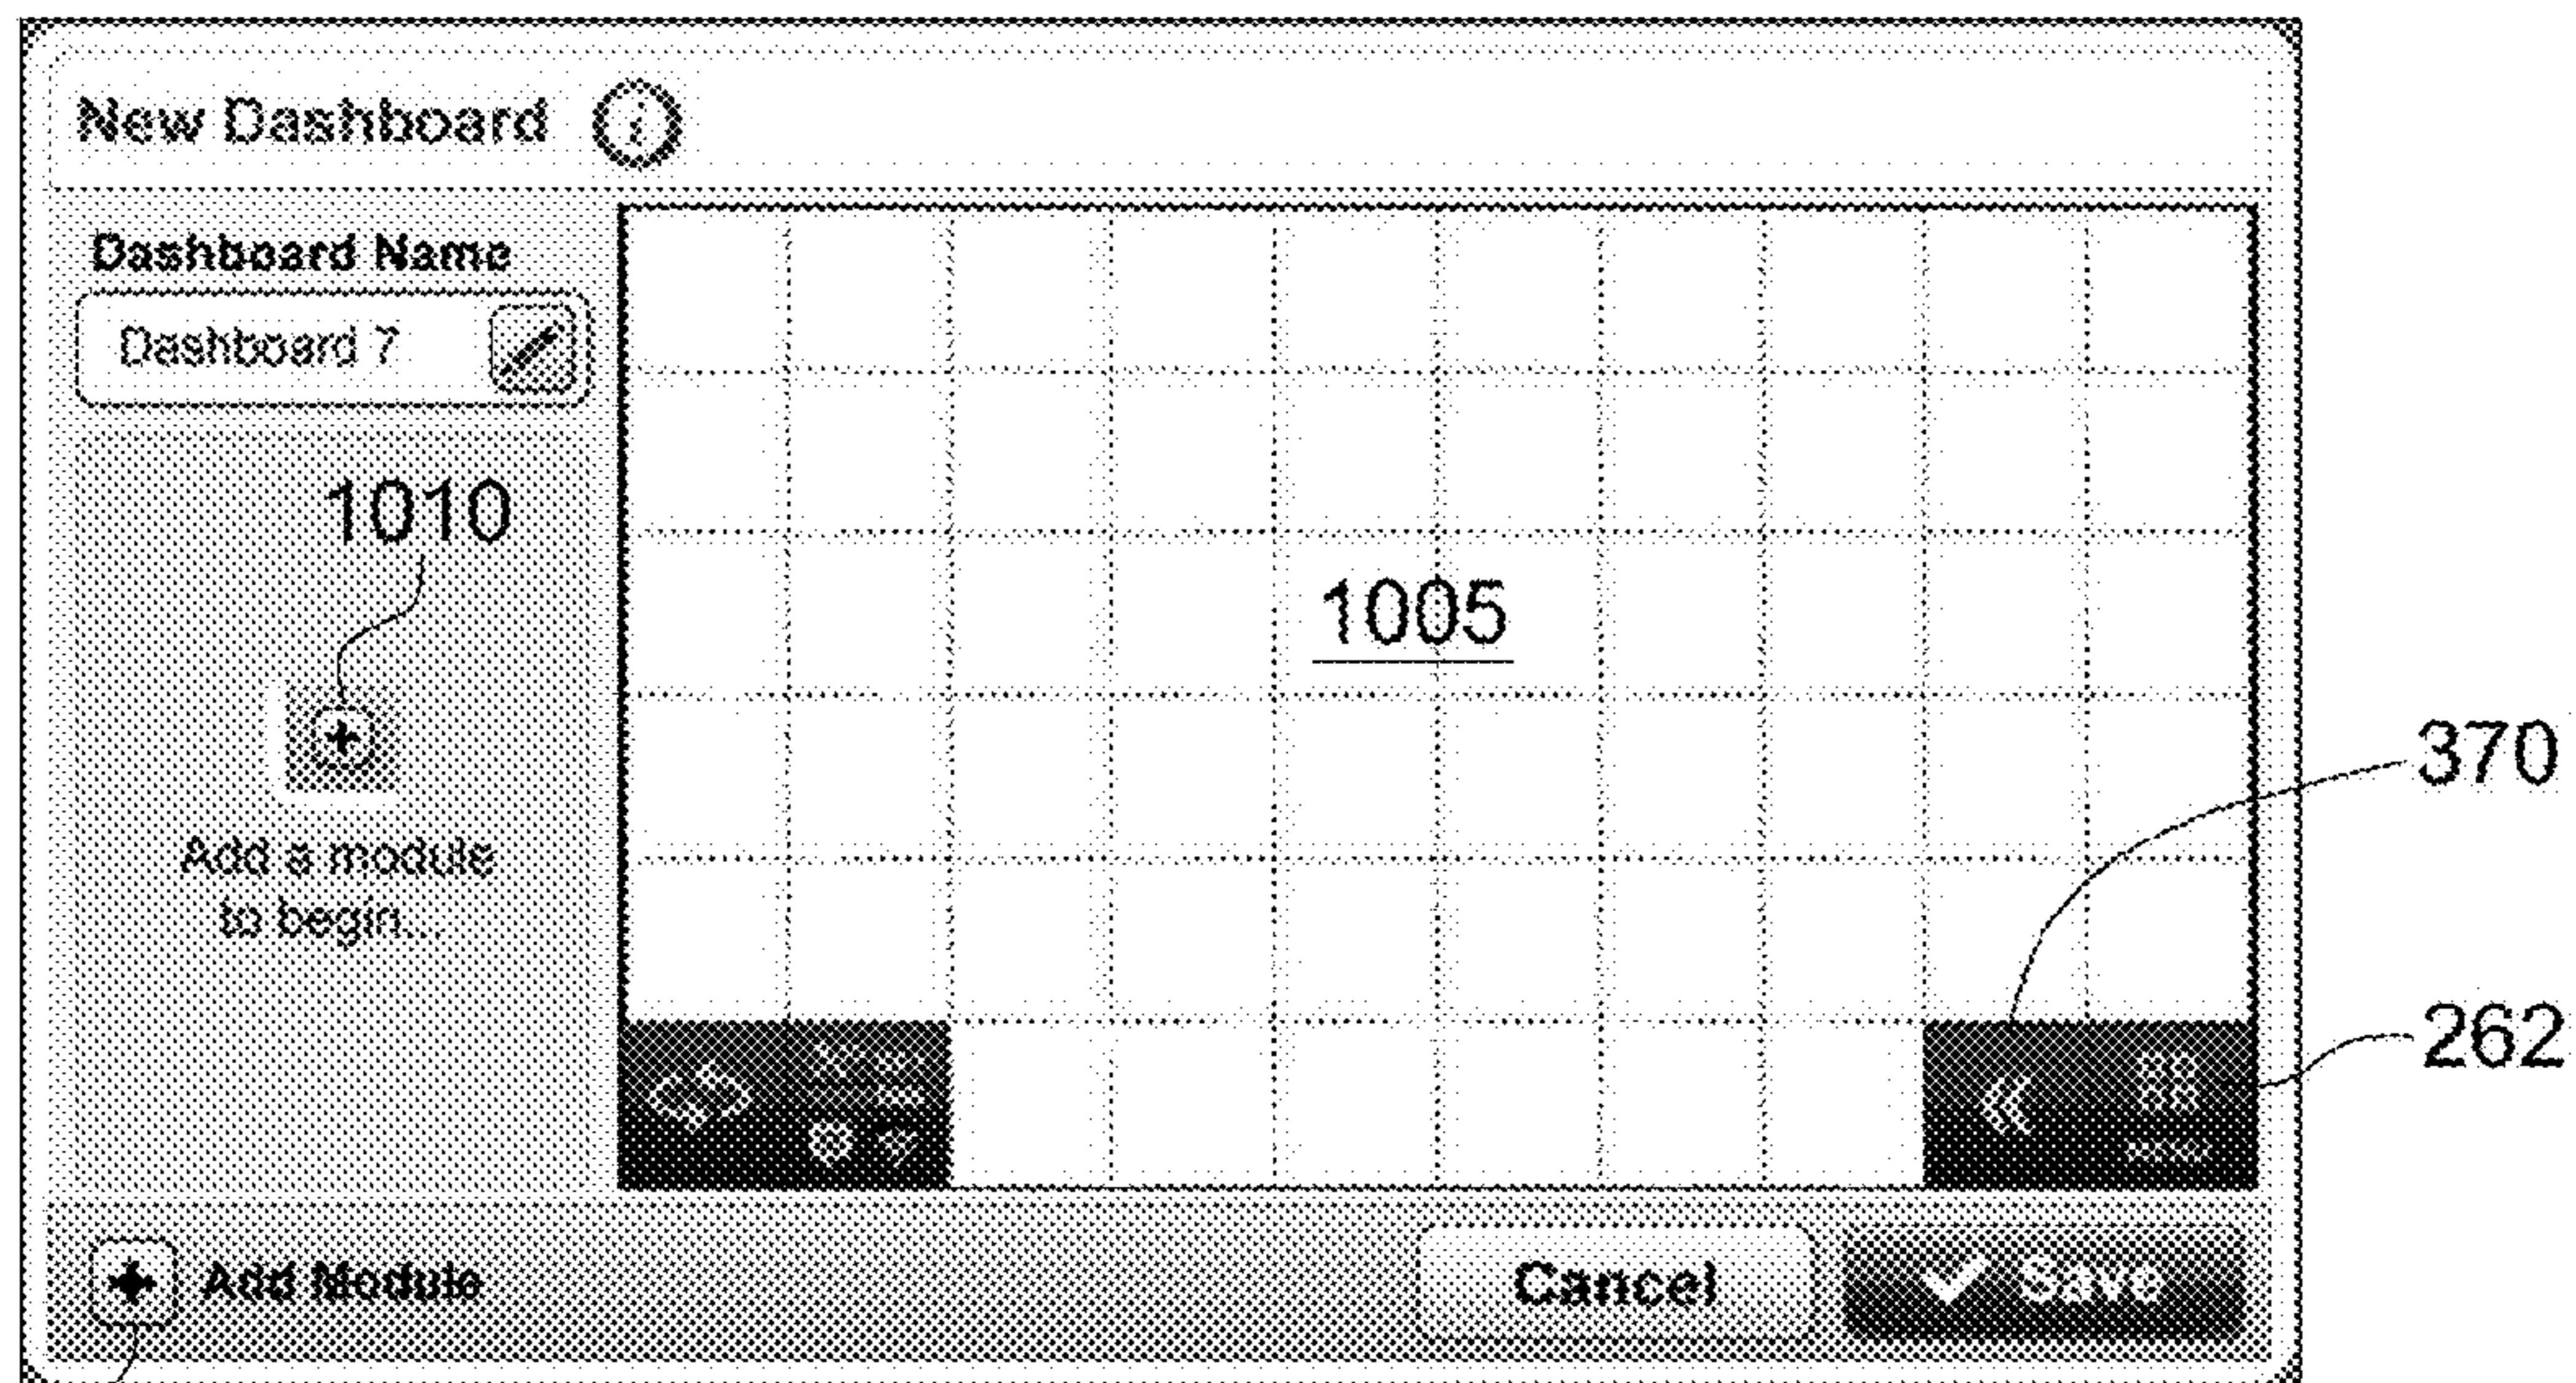 New Dashboard i
Dashboard Name
Dashboard 7
1010
1005
370
Add a module
to begin...
262
Add Module
Cancel
Save